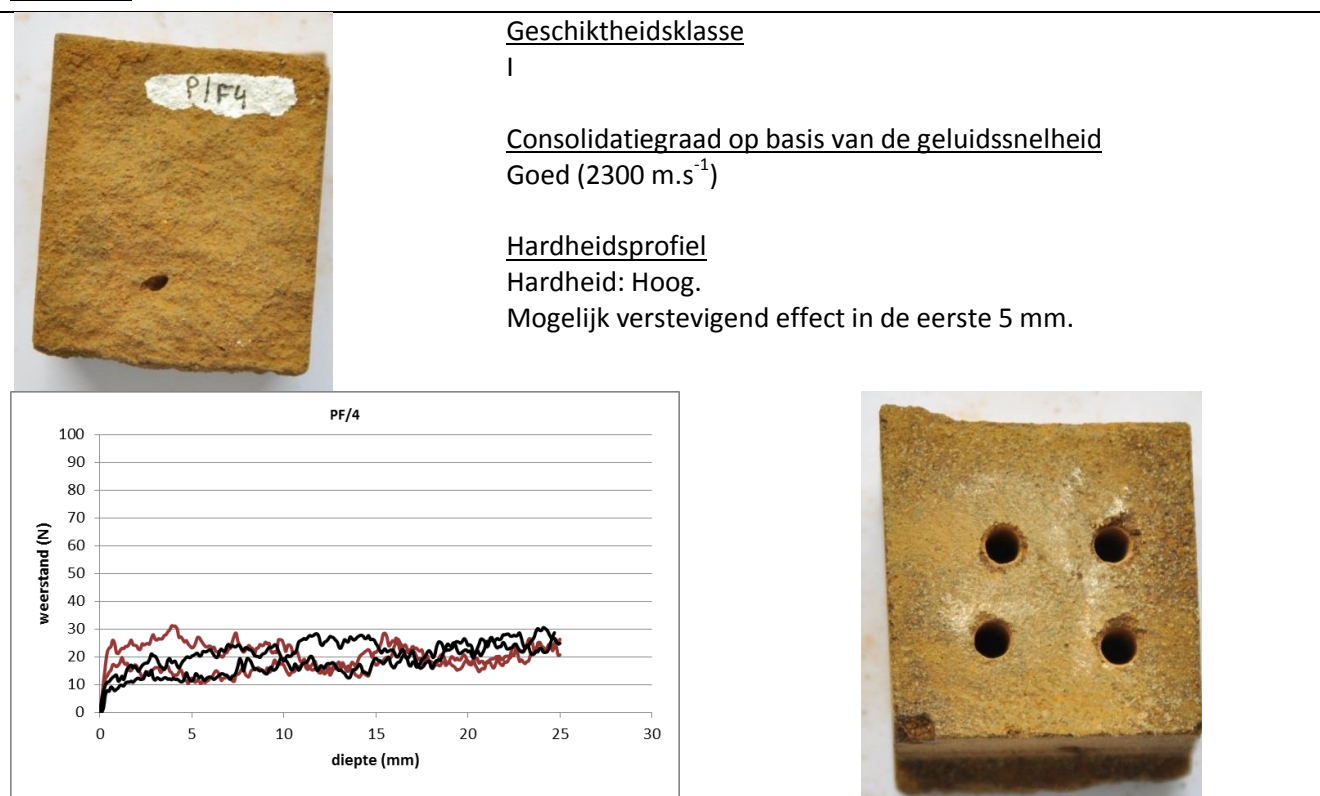 P/F4
Geschiktheidsklasse
I
Consolidatiegraad op basis van de geluidssnelheid
Goed (2300 m.s⁻¹)
Hardheidsprofiel
Hardheid: Hoog.
Mogelijk verstevigend effect in de eerste 5 mm.
PF/4
weerstand (N)
100
90
80
70
60
50
40
30
20
10
0
0 5 10 15 20 25 30
diepte (mm)